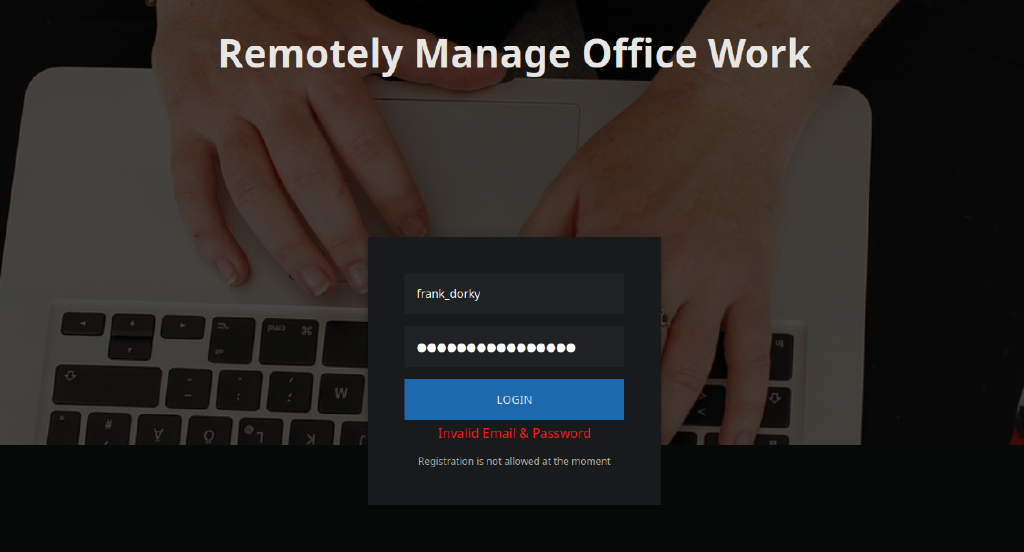 Remotely Manage Office Work
frank_dorky
●●●●●●●●●●●●●●●●
LOGIN
Invalid Email & Password
Registration is not allowed at the moment